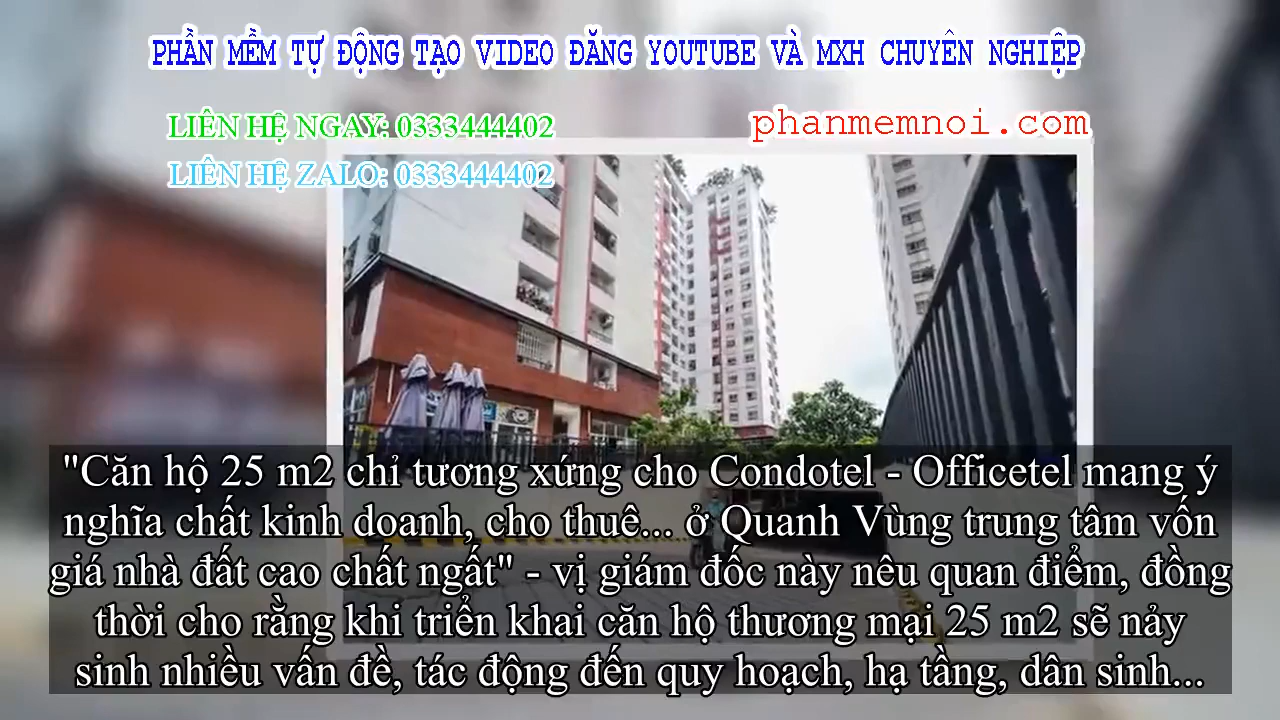 PHẦN MỀM TỰ ĐỘNG TẠO VIDEO ĐĂNG YOUTUBE VÀ MXH CHUYÊN NGHIỆP
LIÊN HỆ NGAY: 0333444402
phanmemnoi.com
LIÊN HỆ ZALO: 0333444402
"Căn hộ 25 m2 chỉ tương xứng cho Condotel - Officetel mang ý
nghĩa chất kinh doanh, cho thuê... ở Quanh Vùng trung tâm vốn
giá nhà đất cao chất ngất" - vị giám đốc này nêu quan điểm, đồng
thời cho rằng khi triển khai căn hộ thương mại 25 m2 sẽ nảy
sinh nhiều vấn đề, tác động đến quy hoạch, hạ tầng, dân sinh...